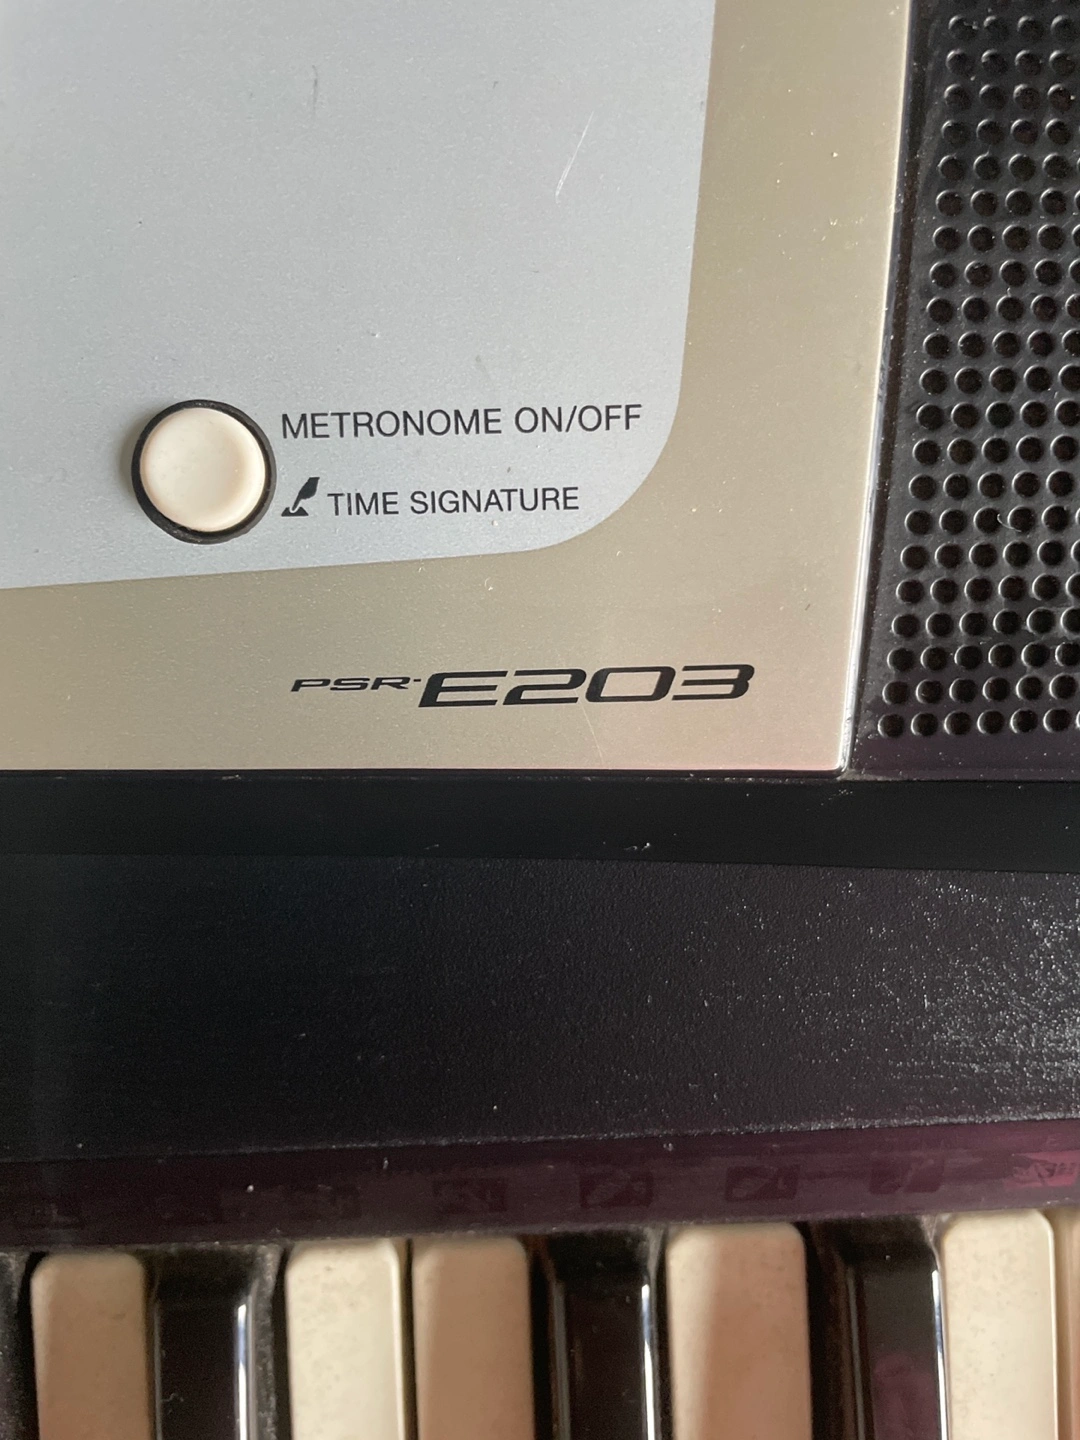 METRONOME ON/OFF
TIME SIGNATURE
PSR-E203